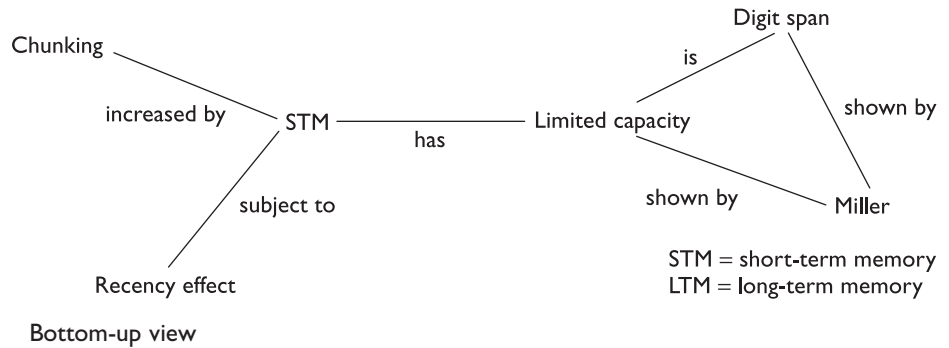 Digit span
Chunking
is
increased by
STM
has
Limited capacity
shown by
subject to
shown by
Miller
STM = short-term memory
LTM = long-term memory
Recency effect
Bottom-up view